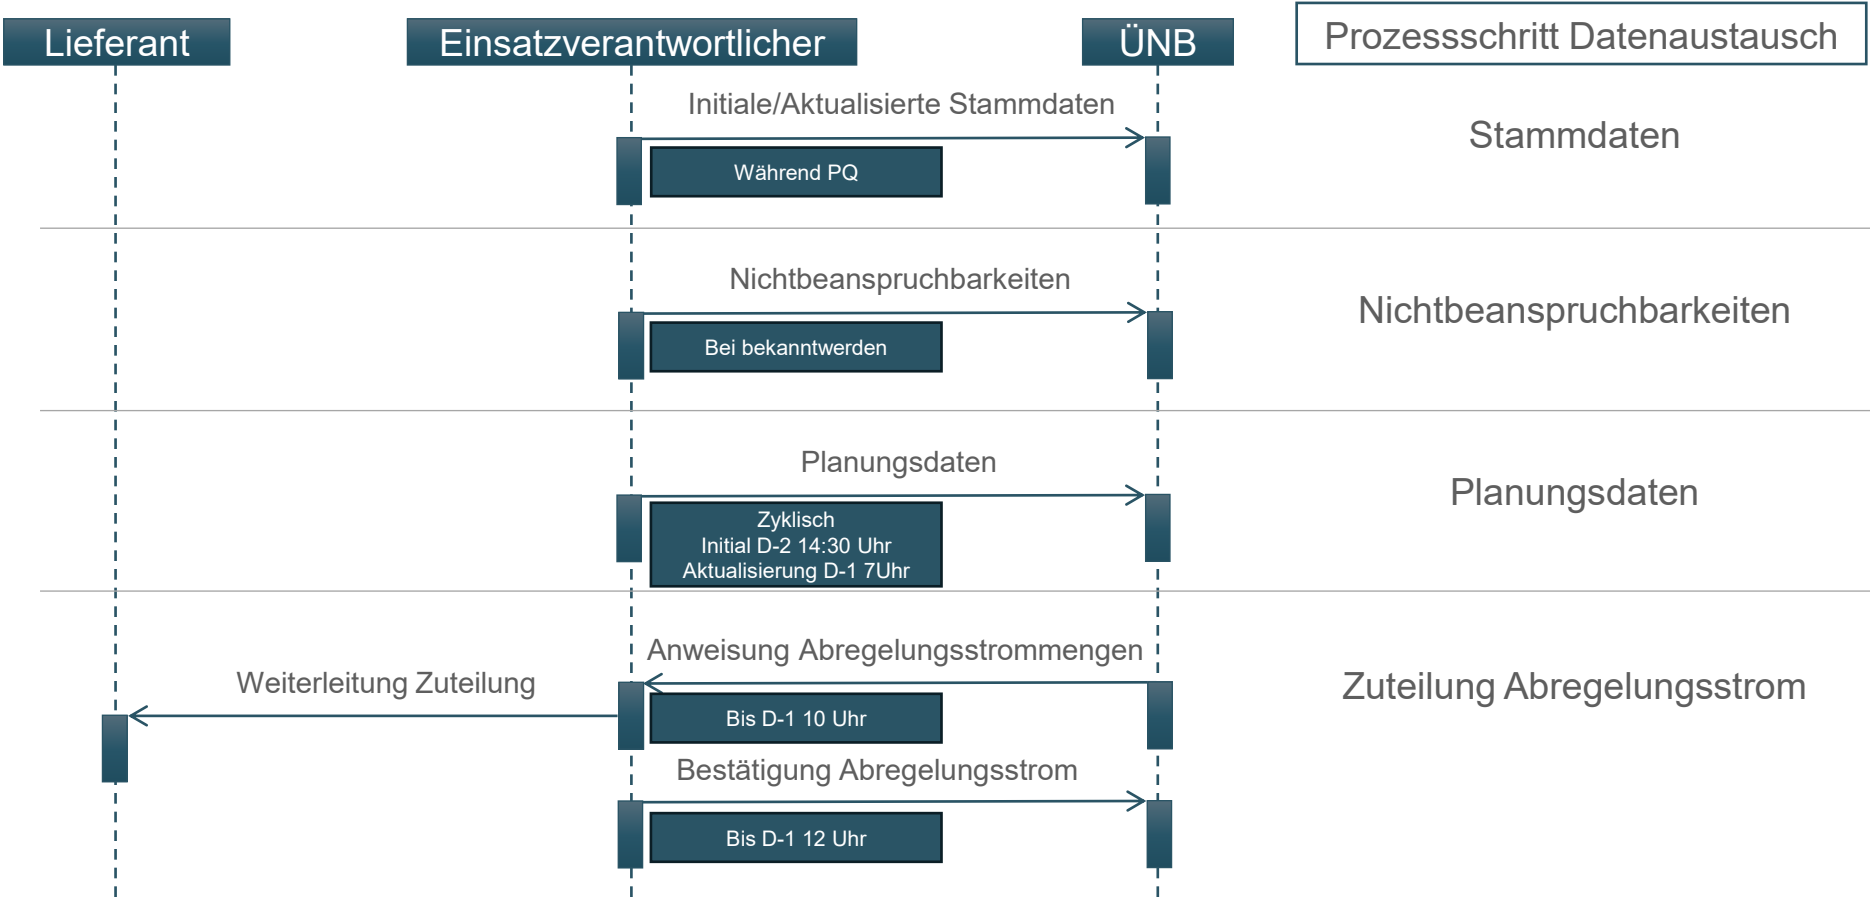 Lieferant
Einsatzverantwortlicher
ÜNB
Prozessschritt Datenaustausch
Initiale/Aktualisierte Stammdaten
Stammdaten
Während PQ
Nichtbeanspruchbarkeiten
Nichtbeanspruchbarkeiten
Bei bekanntwerden
Planungsdaten
Planungsdaten
Zyklisch
Initial D-2 14:30 Uhr
Aktualisierung D-1 7Uhr
Anweisung Abregelungsstrommengen
Weiterleitung Zuteilung
Zuteilung Abregelungsstrom
Bis D-1 10 Uhr
Bestätigung Abregelungsstrom
Bis D-1 12 Uhr